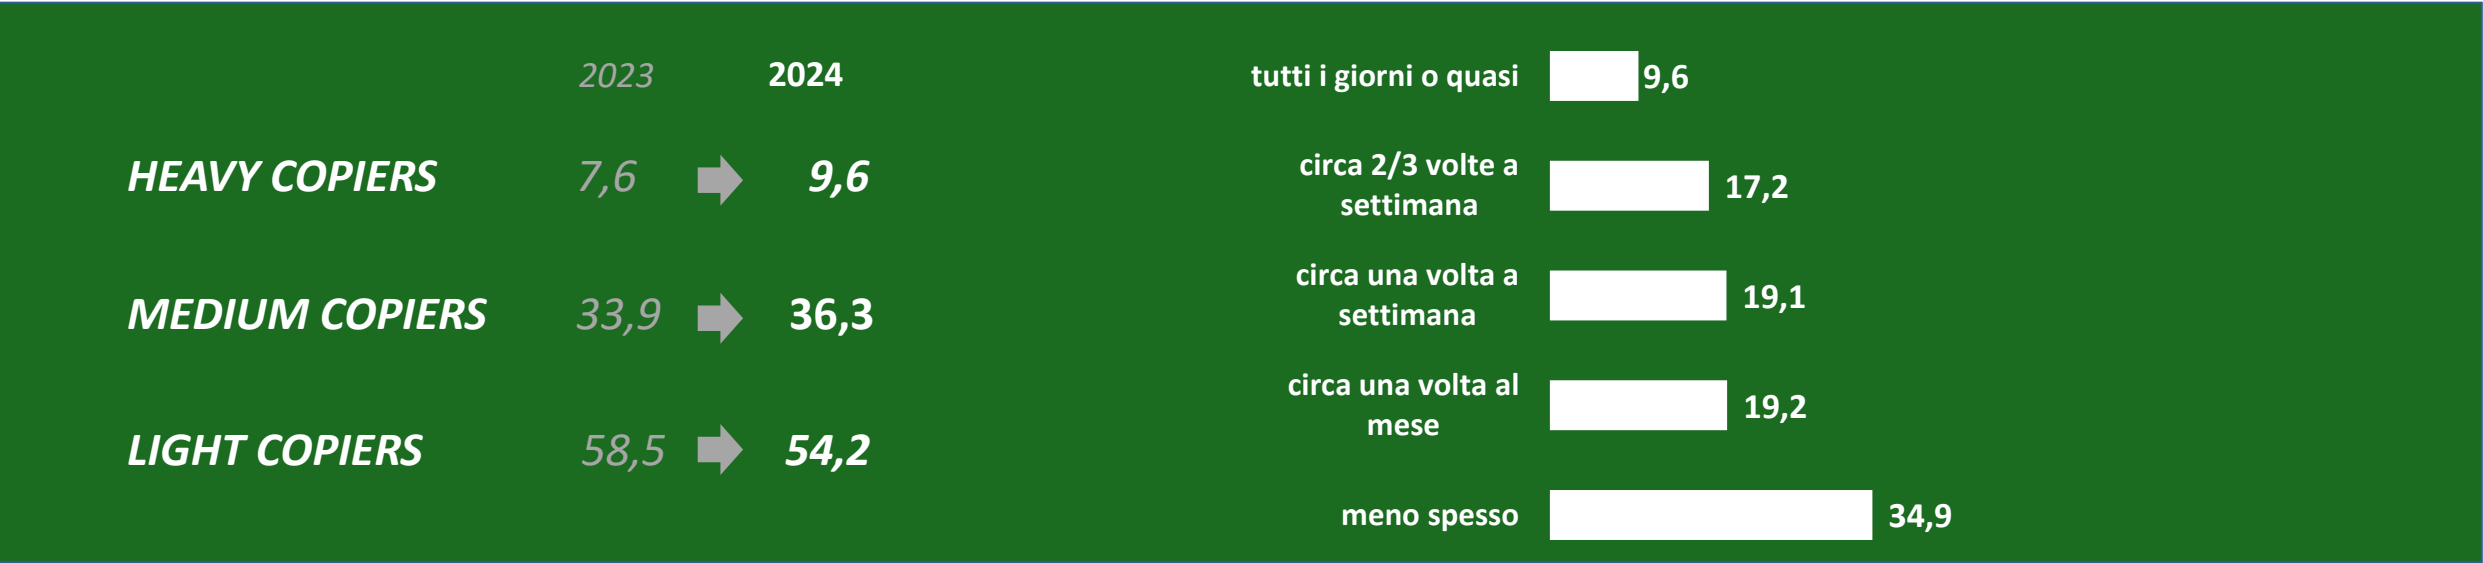 2023 2024
HEAVY COPIERS 7,6 9,6
MEDIUM COPIERS 33,9 36,3
LIGHT COPIERS 58,5 54,2
tutti i giorni o quasi 9,6
circa 2/3 volte a
settimana
17,2
circa una volta a
settimana
19,1
circa una volta al
mese
19,2
meno spesso 34,9